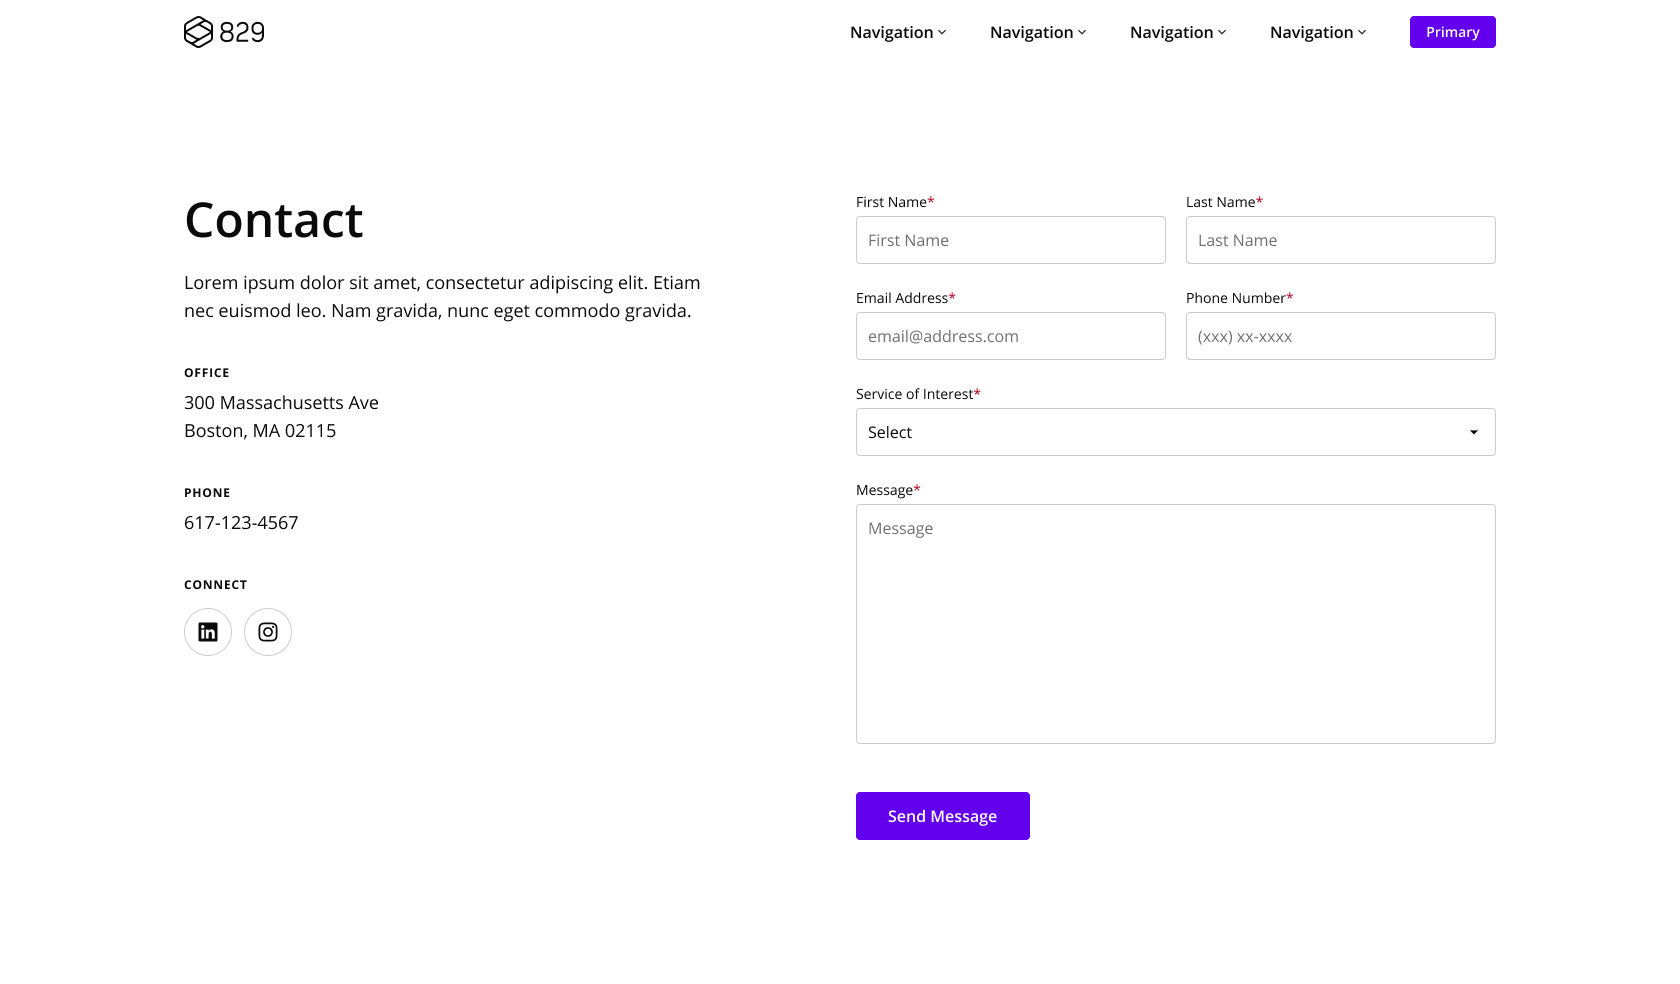 829
Navigation
Navigation
Navigation
Navigation
Primary
Contact
Lorem ipsum dolor sit amet, consectetur adipiscing elit. Etiam
nec euismod leo. Nam gravida, nunc eget commodo gravida.
OFFICE
300 Massachusetts Ave
Boston, MA 02115
PHONE
617-123-4567
CONNECT
in
First Name*
First Name
Last Name*
Last Name
Email Address*
email@address.com
Phone Number*
(xxx) xx-xxxx
Service of Interest*
Select
Message*
Message
Send Message